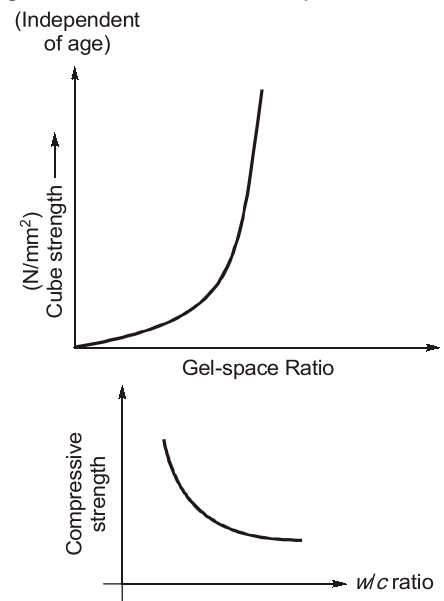 (Independent
of age)
(N/mm²)
Cube strength
Gel-space Ratio
Compressive
strength
w/c ratio